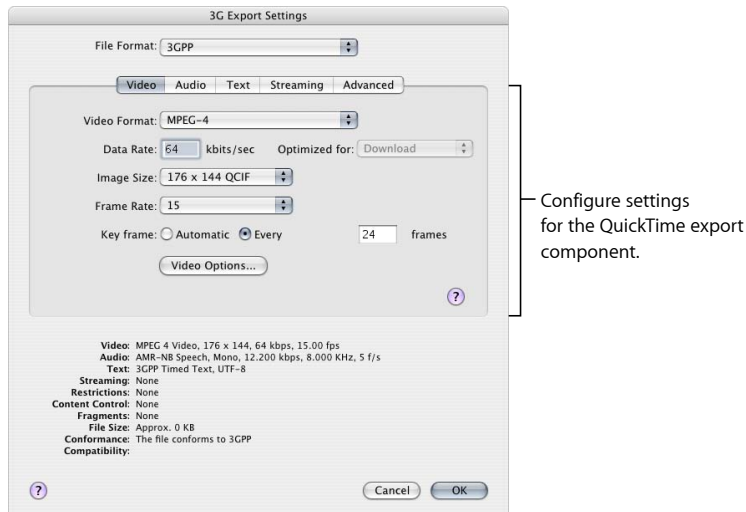 3G Export Settings
File Format: 3GPP
Video Audio Text Streaming Advanced
Video Format: MPEG-4
Data Rate: 64 kbits/sec Optimized for: Download
Image Size: 176 x 144 QCIF
Frame Rate: 15
Key frame: Automatic Every 24 frames
Video Options...
?
Video: MPEG 4 Video, 176 x 144, 64 kbps, 15.00 fps
Audio: AMR-NB Speech, Mono, 12.200 kbps, 8.000 KHz, 5 f/s
Text: 3GPP Timed Text, UTF-8
Streaming: None
Restrictions: None
Content Control: None
Fragments: None
File Size: Approx. 0 KB
Conformance: The file conforms to 3GPP
Compatibility:
? Cancel OK
Configure settings
for the QuickTime export
component.